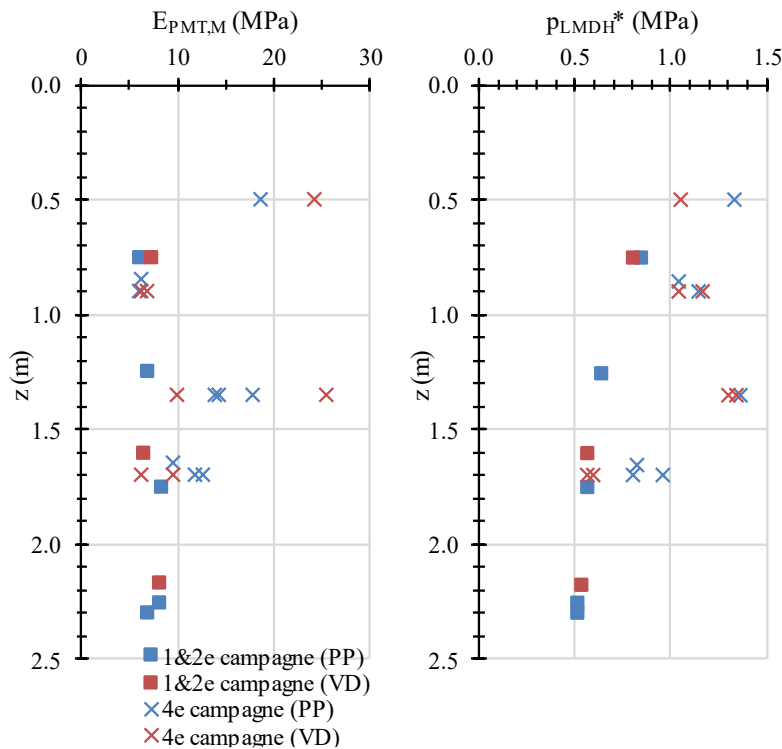 E_PMT,M (MPa)
p_LMDH* (MPa)
0 10 20 30
0.0 0.5 1.0 1.5
0.0
0.5
1.0
1.5
2.0
2.5
z (m)
0.0
0.5
1.0
1.5
2.0
2.5
z (m)
1&2e campagne (PP)
1&2e campagne (VD)
4e campagne (PP)
4e campagne (VD)